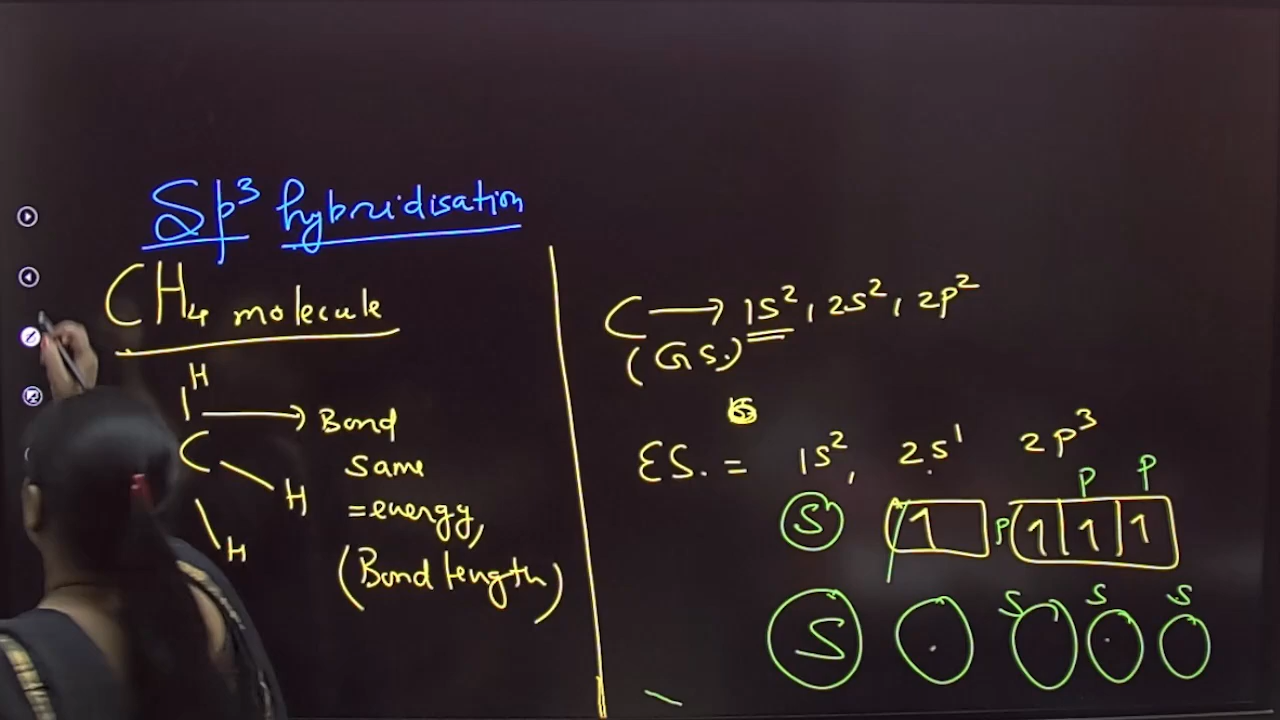 Sp³ hybridisation
CH₄ molecule
H
Bond
C
same
H
= energy,
H
(Bond length)
C → 1S², 2S², 2p²
(G.S.)
ES. = 1S², 2S¹ 2p³
P P
S 1 P 1 1 1
S S S
S